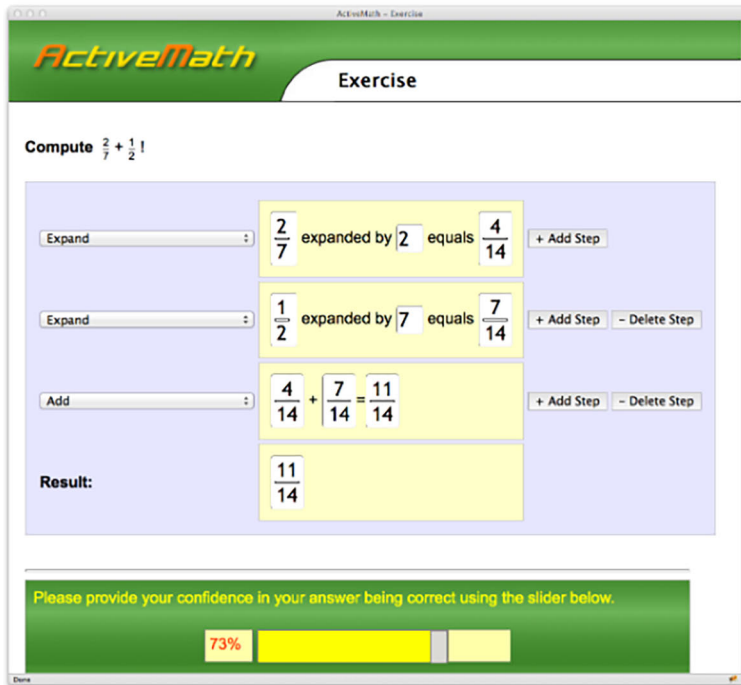 ActiveMath – Exercise
ActiveMath
Exercise
Compute 2/7 + 1/2 !
Expand 2/7 expanded by 2 equals 4/14 + Add Step
Expand 1/2 expanded by 7 equals 7/14 + Add Step – Delete Step
Add 4/14 + 7/14 = 11/14 + Add Step – Delete Step
Result: 11/14
Please provide your confidence in your answer being correct using the slider below.
73%
Done